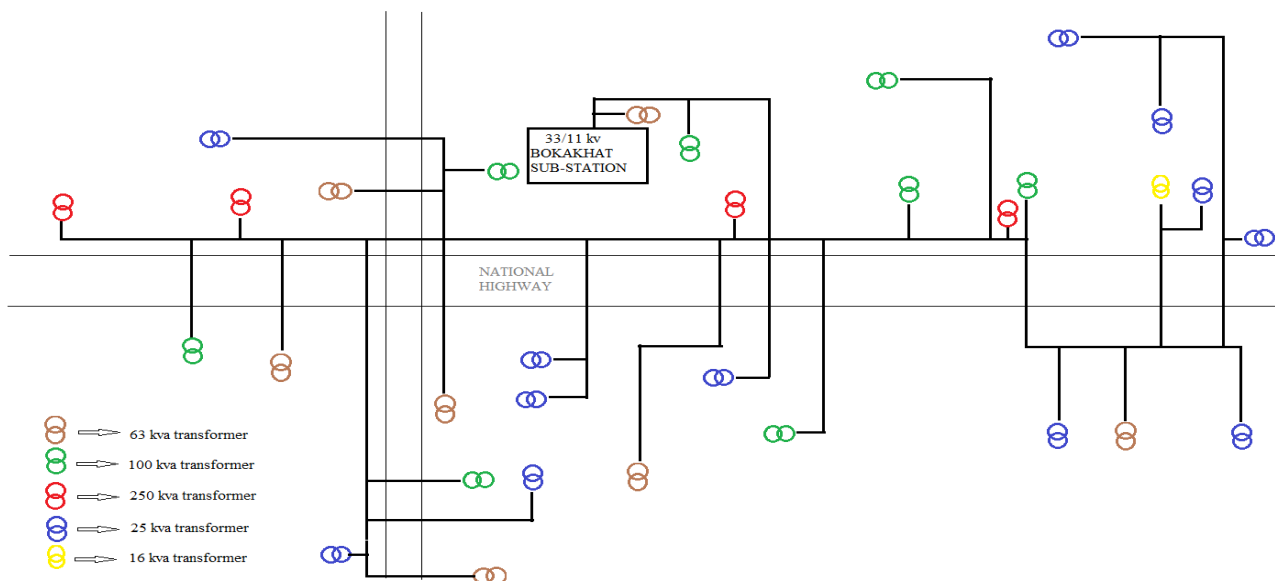 33/11 kv
BOKAKHAT
SUB-STATION
NATIONAL
HIGHWAY
63 kva transformer
100 kva transformer
250 kva transformer
25 kva transformer
16 kva transformer